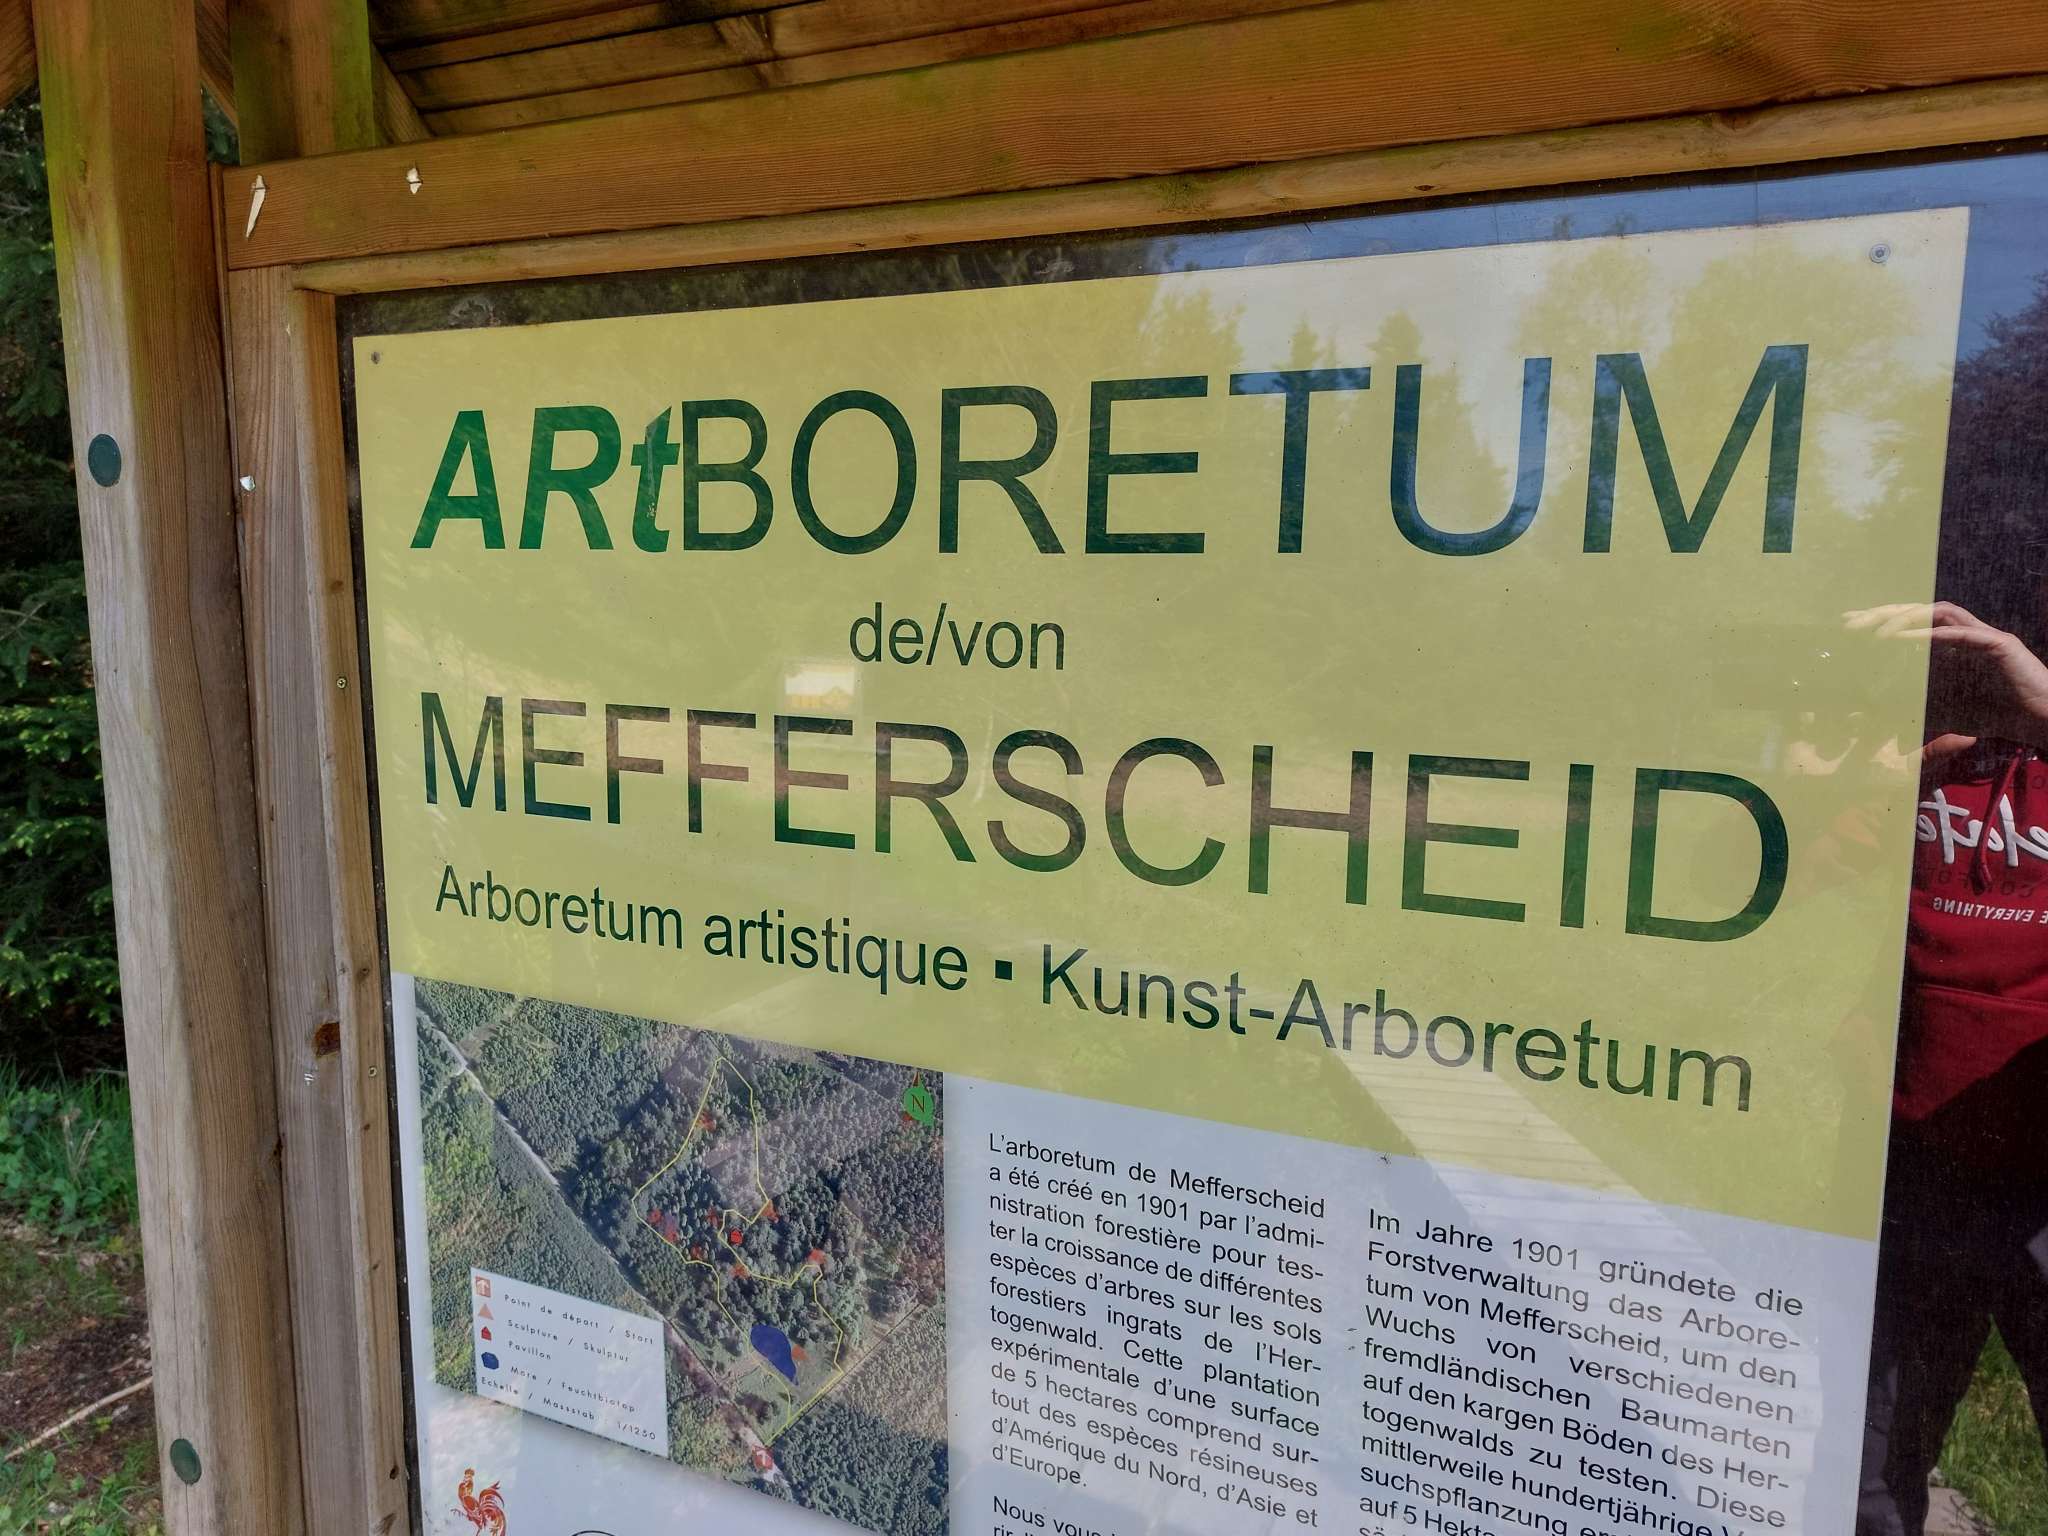 ARtBORETUM
de/von
MEFFERSCHEID
Arboretum artistique ▪ Kunst-Arboretum
N
Point de départ / Start
Sculpture / Skulptur
Pavillon
Mare / Feuchtbiotop
Echelle / Massstab : 1/1250
L'arboretum de Mefferscheid
a été créé en 1901 par l'admi-
nistration forestière pour tes-
ter la croissance de différentes
espèces d'arbres sur les sols
forestiers ingrats de l'Her-
togenwald. Cette plantation
expérimentale d'une surface
de 5 hectares comprend sur-
tout des espèces résineuses
d'Amérique du Nord, d'Asie et
d'Europe.
Nous vous
Im Jahre 1901 gründete die
Forstverwaltung das Arbore-
tum von Mefferscheid, um den
Wuchs von verschiedenen
fremdländischen Baumarten
auf den kargen Böden des Her-
togenwalds zu testen. Diese
mittlerweile hundertjährige
suchspflanzung
auf 5
EVERYTHING